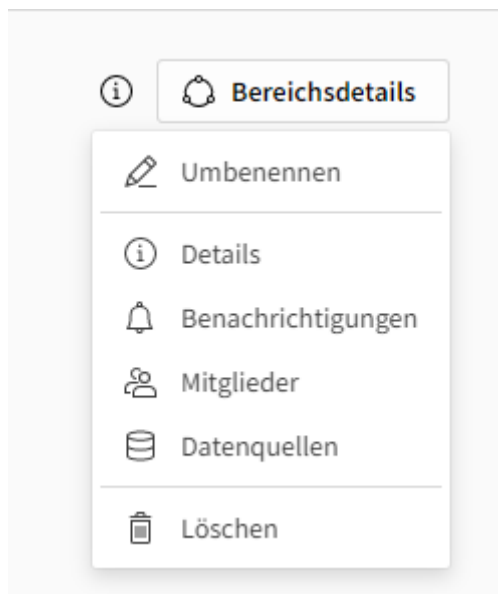 Bereichsdetails
Umbenennen
Details
Benachrichtigungen
Mitglieder
Datenquellen
Löschen